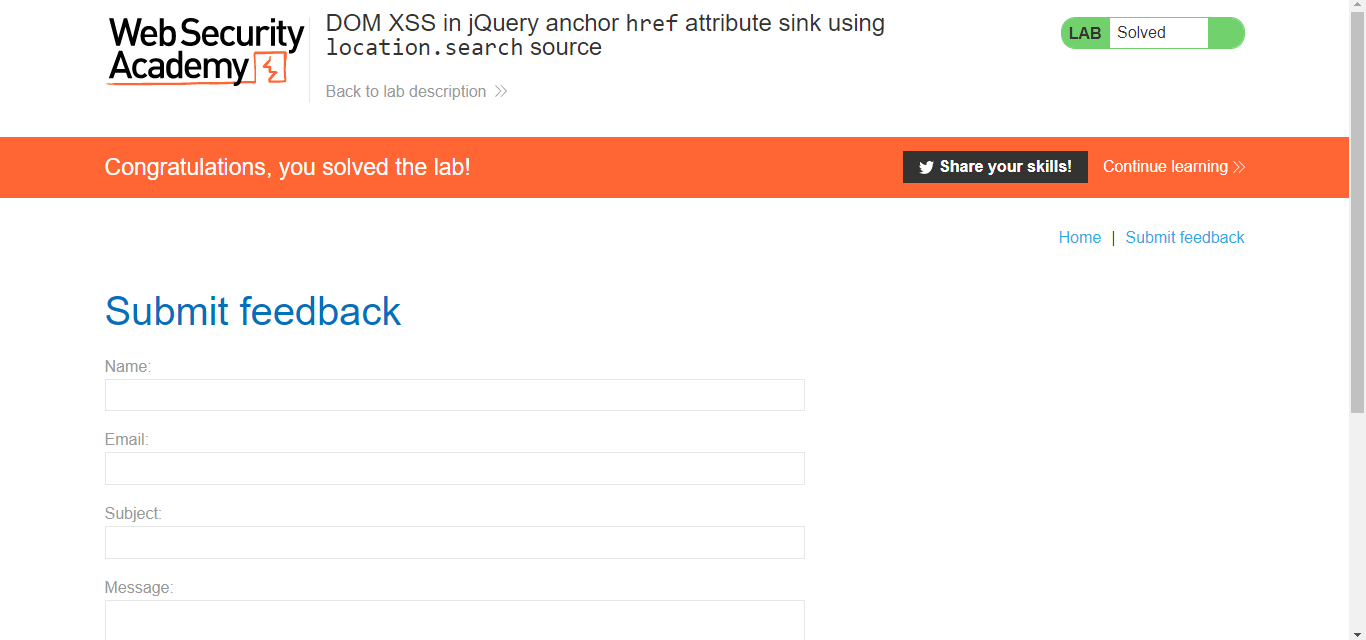 Web Security
Academy
DOM XSS in jQuery anchor href attribute sink using
location.search source
Back to lab description
LAB Solved
Congratulations, you solved the lab!
Share your skills!
Continue learning
Home | Submit feedback
Submit feedback
Name:
Email:
Subject:
Message: